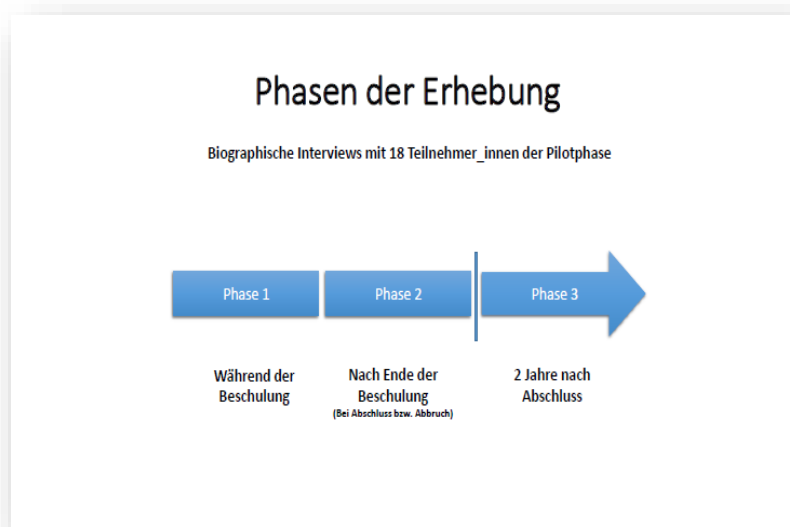 Phasen der Erhebung
Biographische Interviews mit 18 Teilnehmer_innen der Pilotphase
Phase 1
Phase 2
Phase 3
Während der
Beschulung
Nach Ende der
Beschulung
(Bei Abschluss bzw. Abbruch)
2 Jahre nach
Abschluss